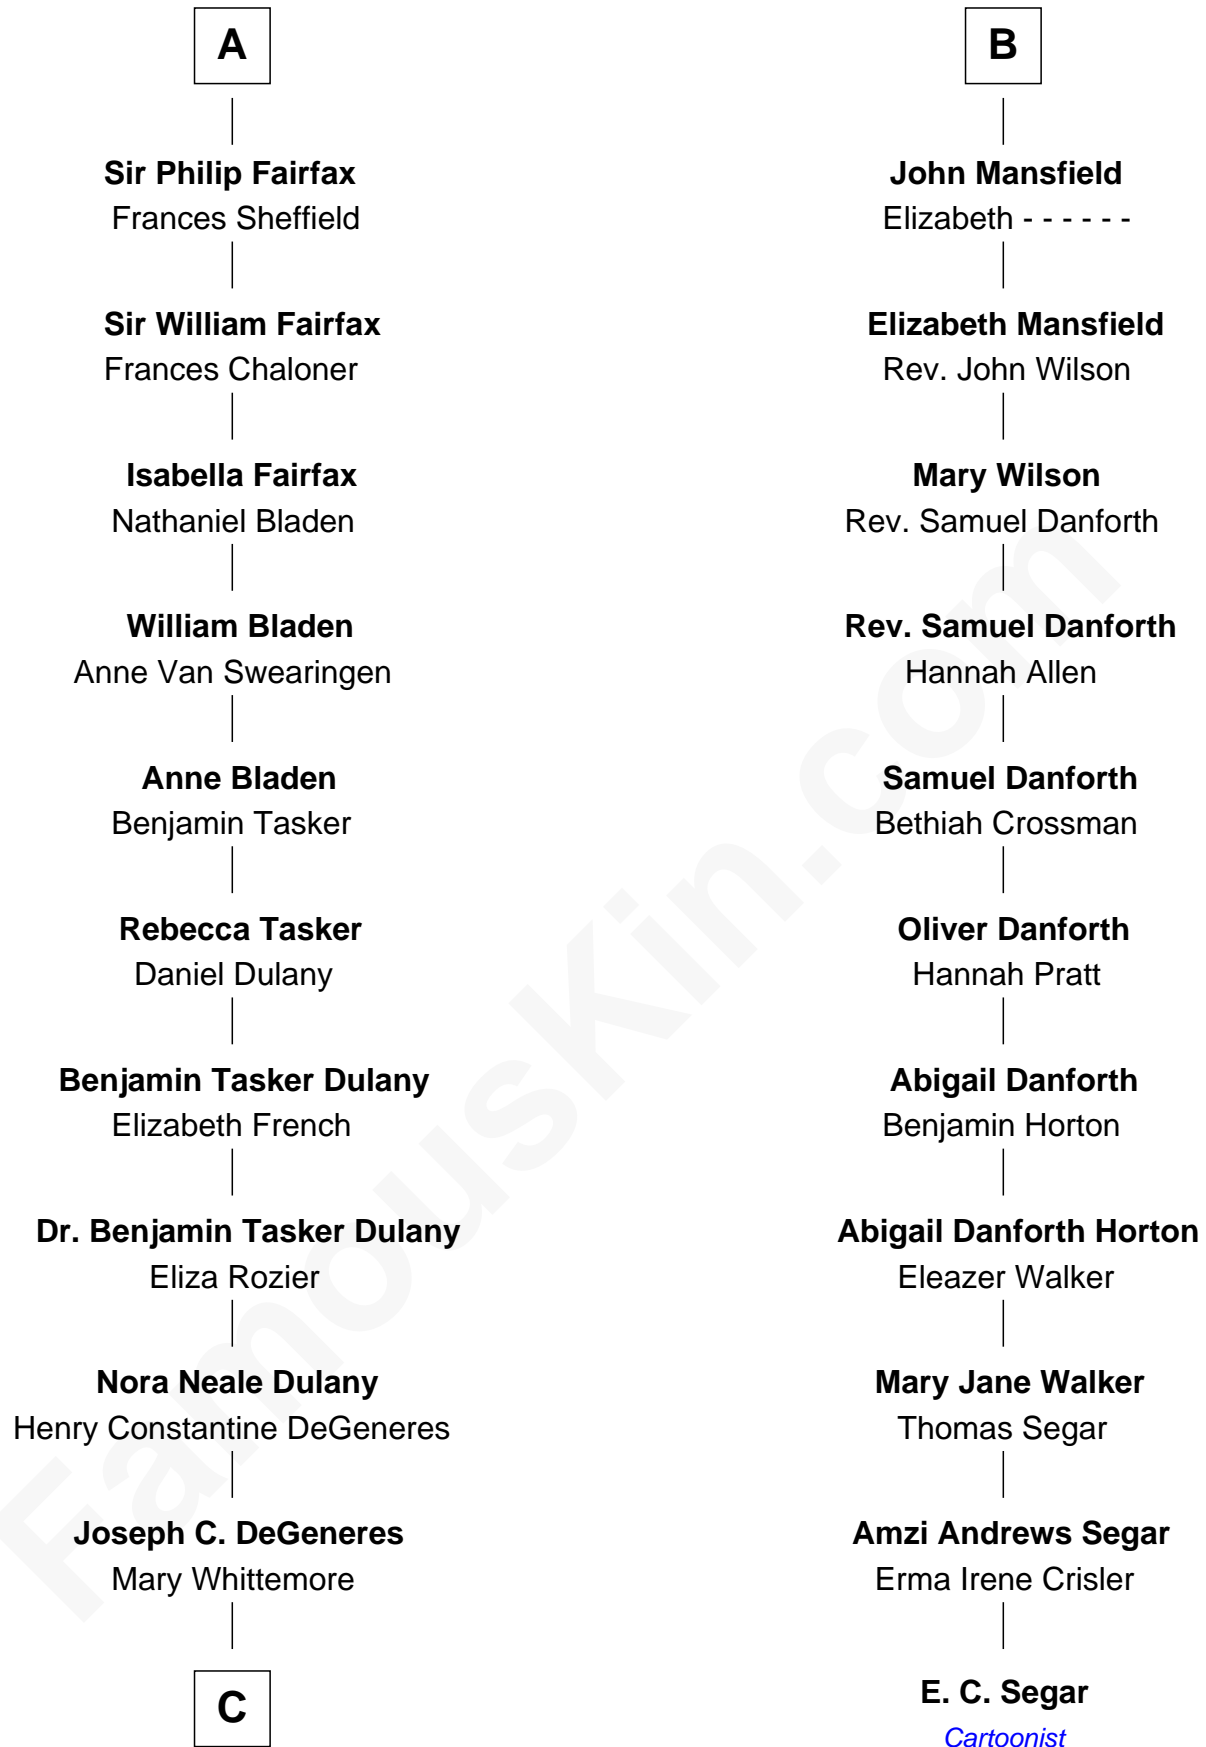 A
Sir Philip Fairfax
Frances Sheffield
Sir William Fairfax
Frances Chaloner
Isabella Fairfax
Nathaniel Bladen
William Bladen
Anne Van Swearingen
Anne Bladen
Benjamin Tasker
Rebecca Tasker
Daniel Dulany
Benjamin Tasker Dulany
Elizabeth French
Dr. Benjamin Tasker Dulany
Eliza Rozier
Nora Neale Dulany
Henry Constantine DeGeneres
Joseph C. DeGeneres
Mary Whittemore
C
B
John Mansfield
Elizabeth - - - - - -
Elizabeth Mansfield
Rev. John Wilson
Mary Wilson
Rev. Samuel Danforth
Rev. Samuel Danforth
Hannah Allen
Samuel Danforth
Bethiah Crossman
Oliver Danforth
Hannah Pratt
Abigail Danforth
Benjamin Horton
Abigail Danforth Horton
Eleazer Walker
Mary Jane Walker
Thomas Segar
Amzi Andrews Segar
Erma Irene Crisler
E. C. Segar
Cartoonist
FamousKin.com